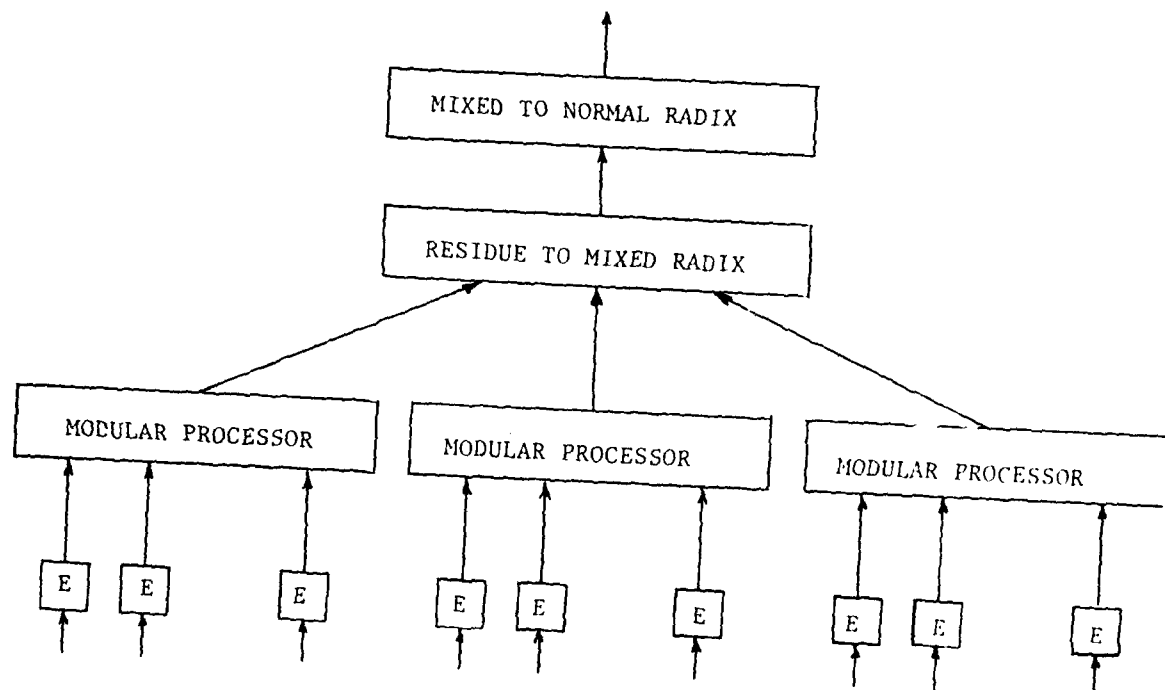 MIXED TO NORMAL RADIX
RESIDUE TO MIXED RADIX
MODULAR PROCESSOR
MODULAR PROCESSOR
MODULAR PROCESSOR
E
E
E
E
E
E
E
E
E